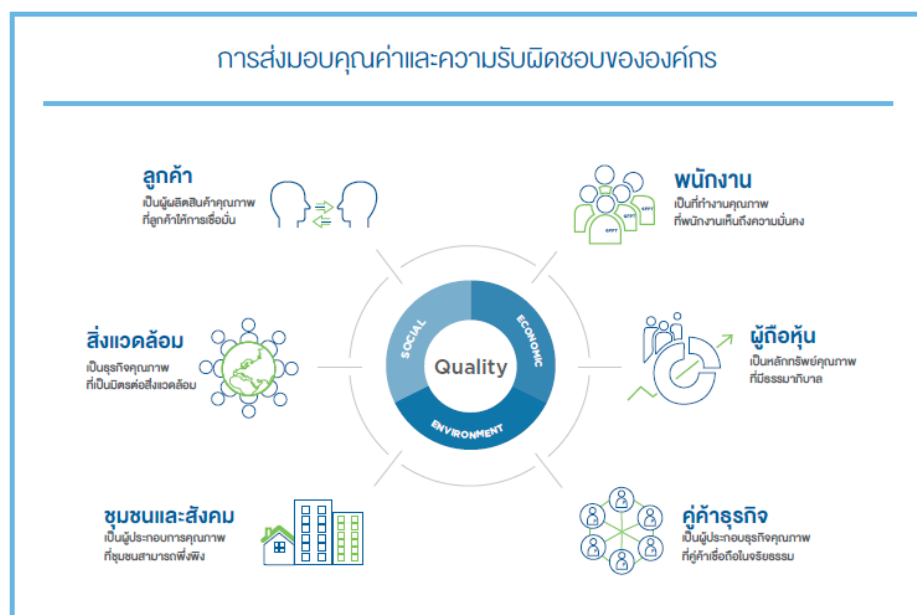 การส่งมอบคุณค่าและความรับผิดชอบขององค์กร
ลูกค้า
เป็นผู้ผลิตสินค้าคุณภาพ
ที่ลูกค้าให้การเชื่อมั่น
พนักงาน
เป็นที่ทำงานคุณภาพ
ที่พนักงานเห็นถึงความมั่นคง
GFPT
GFPT
GFPT
สิ่งแวดล้อม
เป็นธุรกิจคุณภาพ
ที่เป็นมิตรต่อสิ่งแวดล้อม
SOCIAL
ECONOMIC
Quality
ENVIRONMENT
ผู้ถือหุ้น
เป็นหลักทรัพย์คุณภาพ
ที่มีธรรมาภิบาล
ชุมชนและสังคม
เป็นผู้ประกอบการคุณภาพ
ที่ชุมชนสามารถพึ่งพิง
คู่ค้าธุรกิจ
เป็นผู้ประกอบธุรกิจคุณภาพ
ที่คู่ค้าเชื่อถือในจริยธรรม